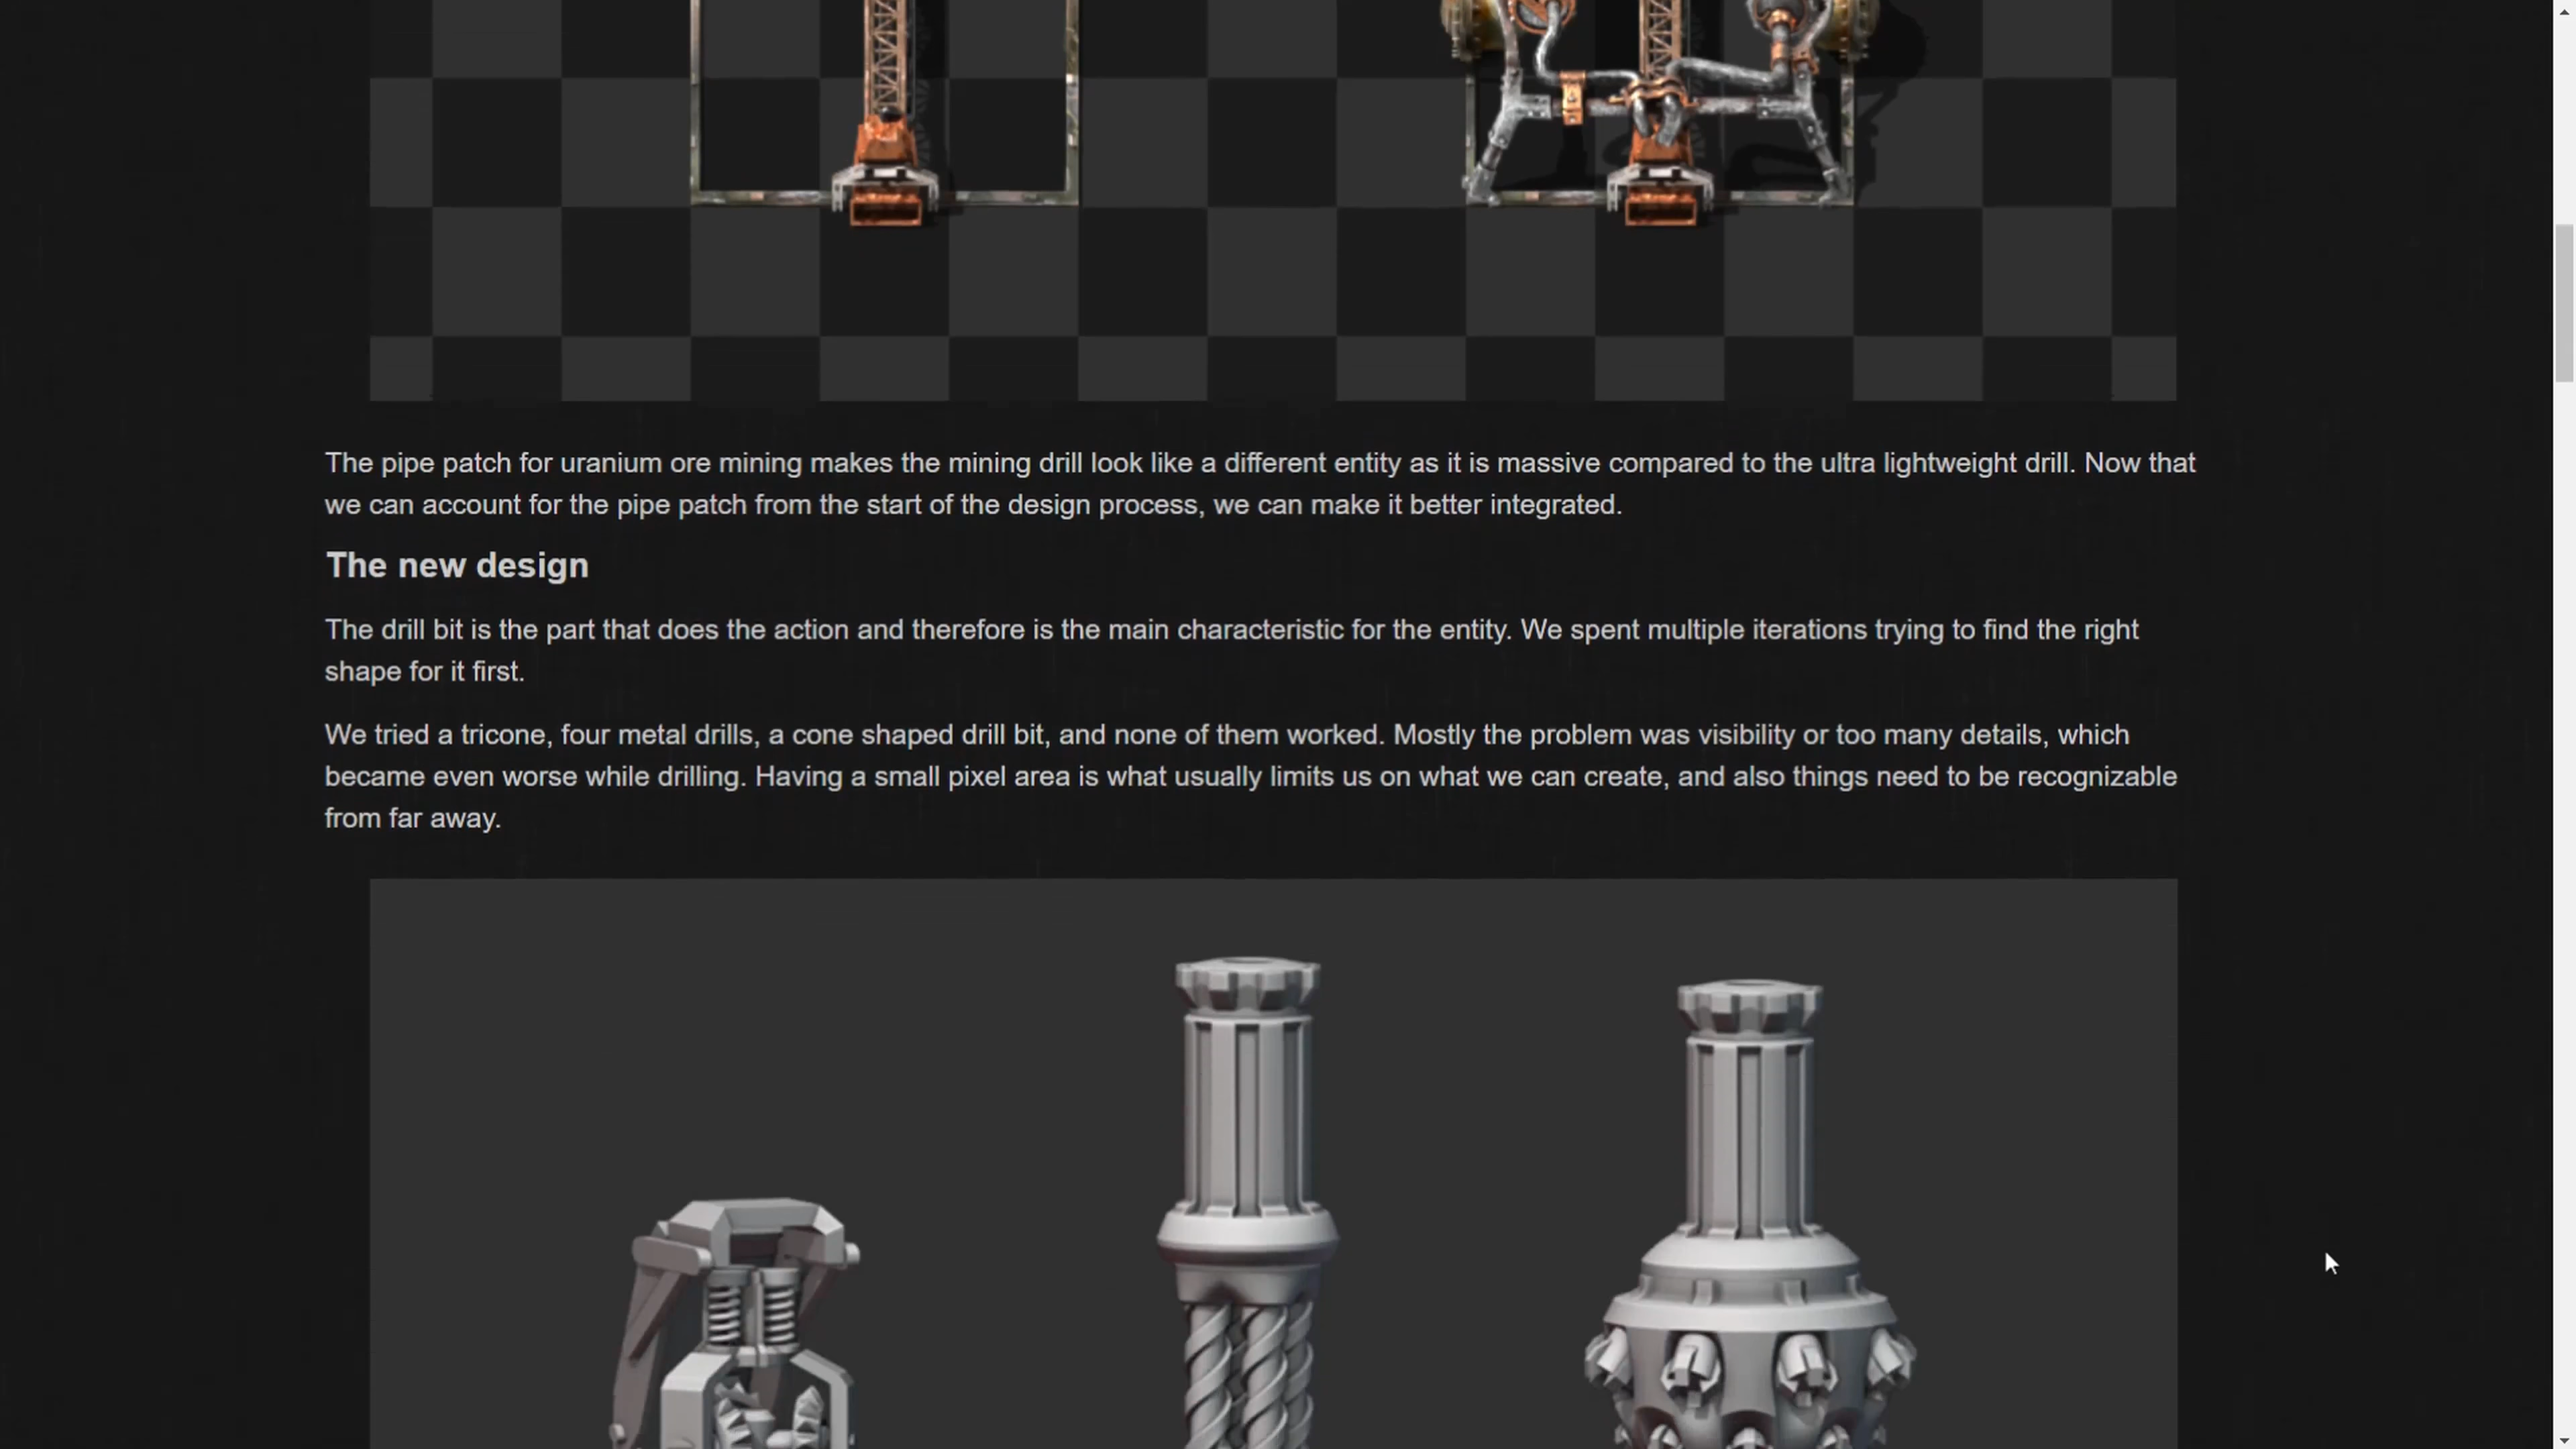 The pipe patch for uranium ore mining makes the mining drill look like a different entity as it is massive compared to the ultra lightweight drill. Now that
we can account for the pipe patch from the start of the design process, we can make it better integrated.
The new design
The drill bit is the part that does the action and therefore is the main characteristic for the entity. We spent multiple iterations trying to find the right
shape for it first.
We tried a tricone, four metal drills, a cone shaped drill bit, and none of them worked. Mostly the problem was visibility or too many details, which
became even worse while drilling. Having a small pixel area is what usually limits us on what we can create, and also things need to be recognizable
from far away.